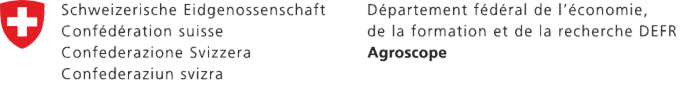 Schweizerische Eidgenossenschaft
Confédération suisse
Confederazione Svizzera
Confederaziun svizra
Département fédéral de l'économie,
de la formation et de la recherche DEFR
Agroscope